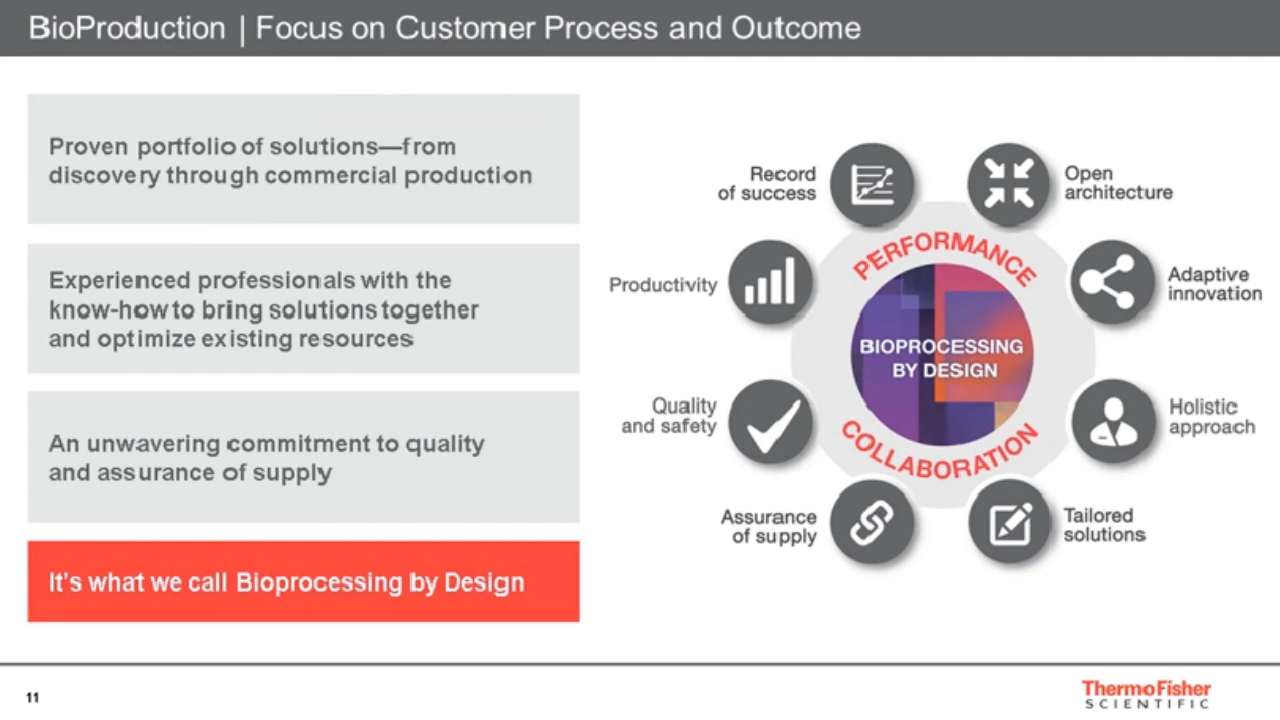 BioProduction | Focus on Customer Process and Outcome
Proven portfolio of solutions—from
discovery through commercial production
Experienced professionals with the
know-how to bring solutions together
and optimize existing resources
An unwavering commitment to quality
and assurance of supply
It's what we call Bioprocessing by Design
Record
of success
Open
architecture
Productivity
Adaptive
innovation
PERFORMANCE
BIOPROCESSING
BY DESIGN
COLLABORATION
Quality
and safety
Holistic
approach
Assurance
of supply
Tailored
solutions
11
ThermoFisher
SCIENTIFIC